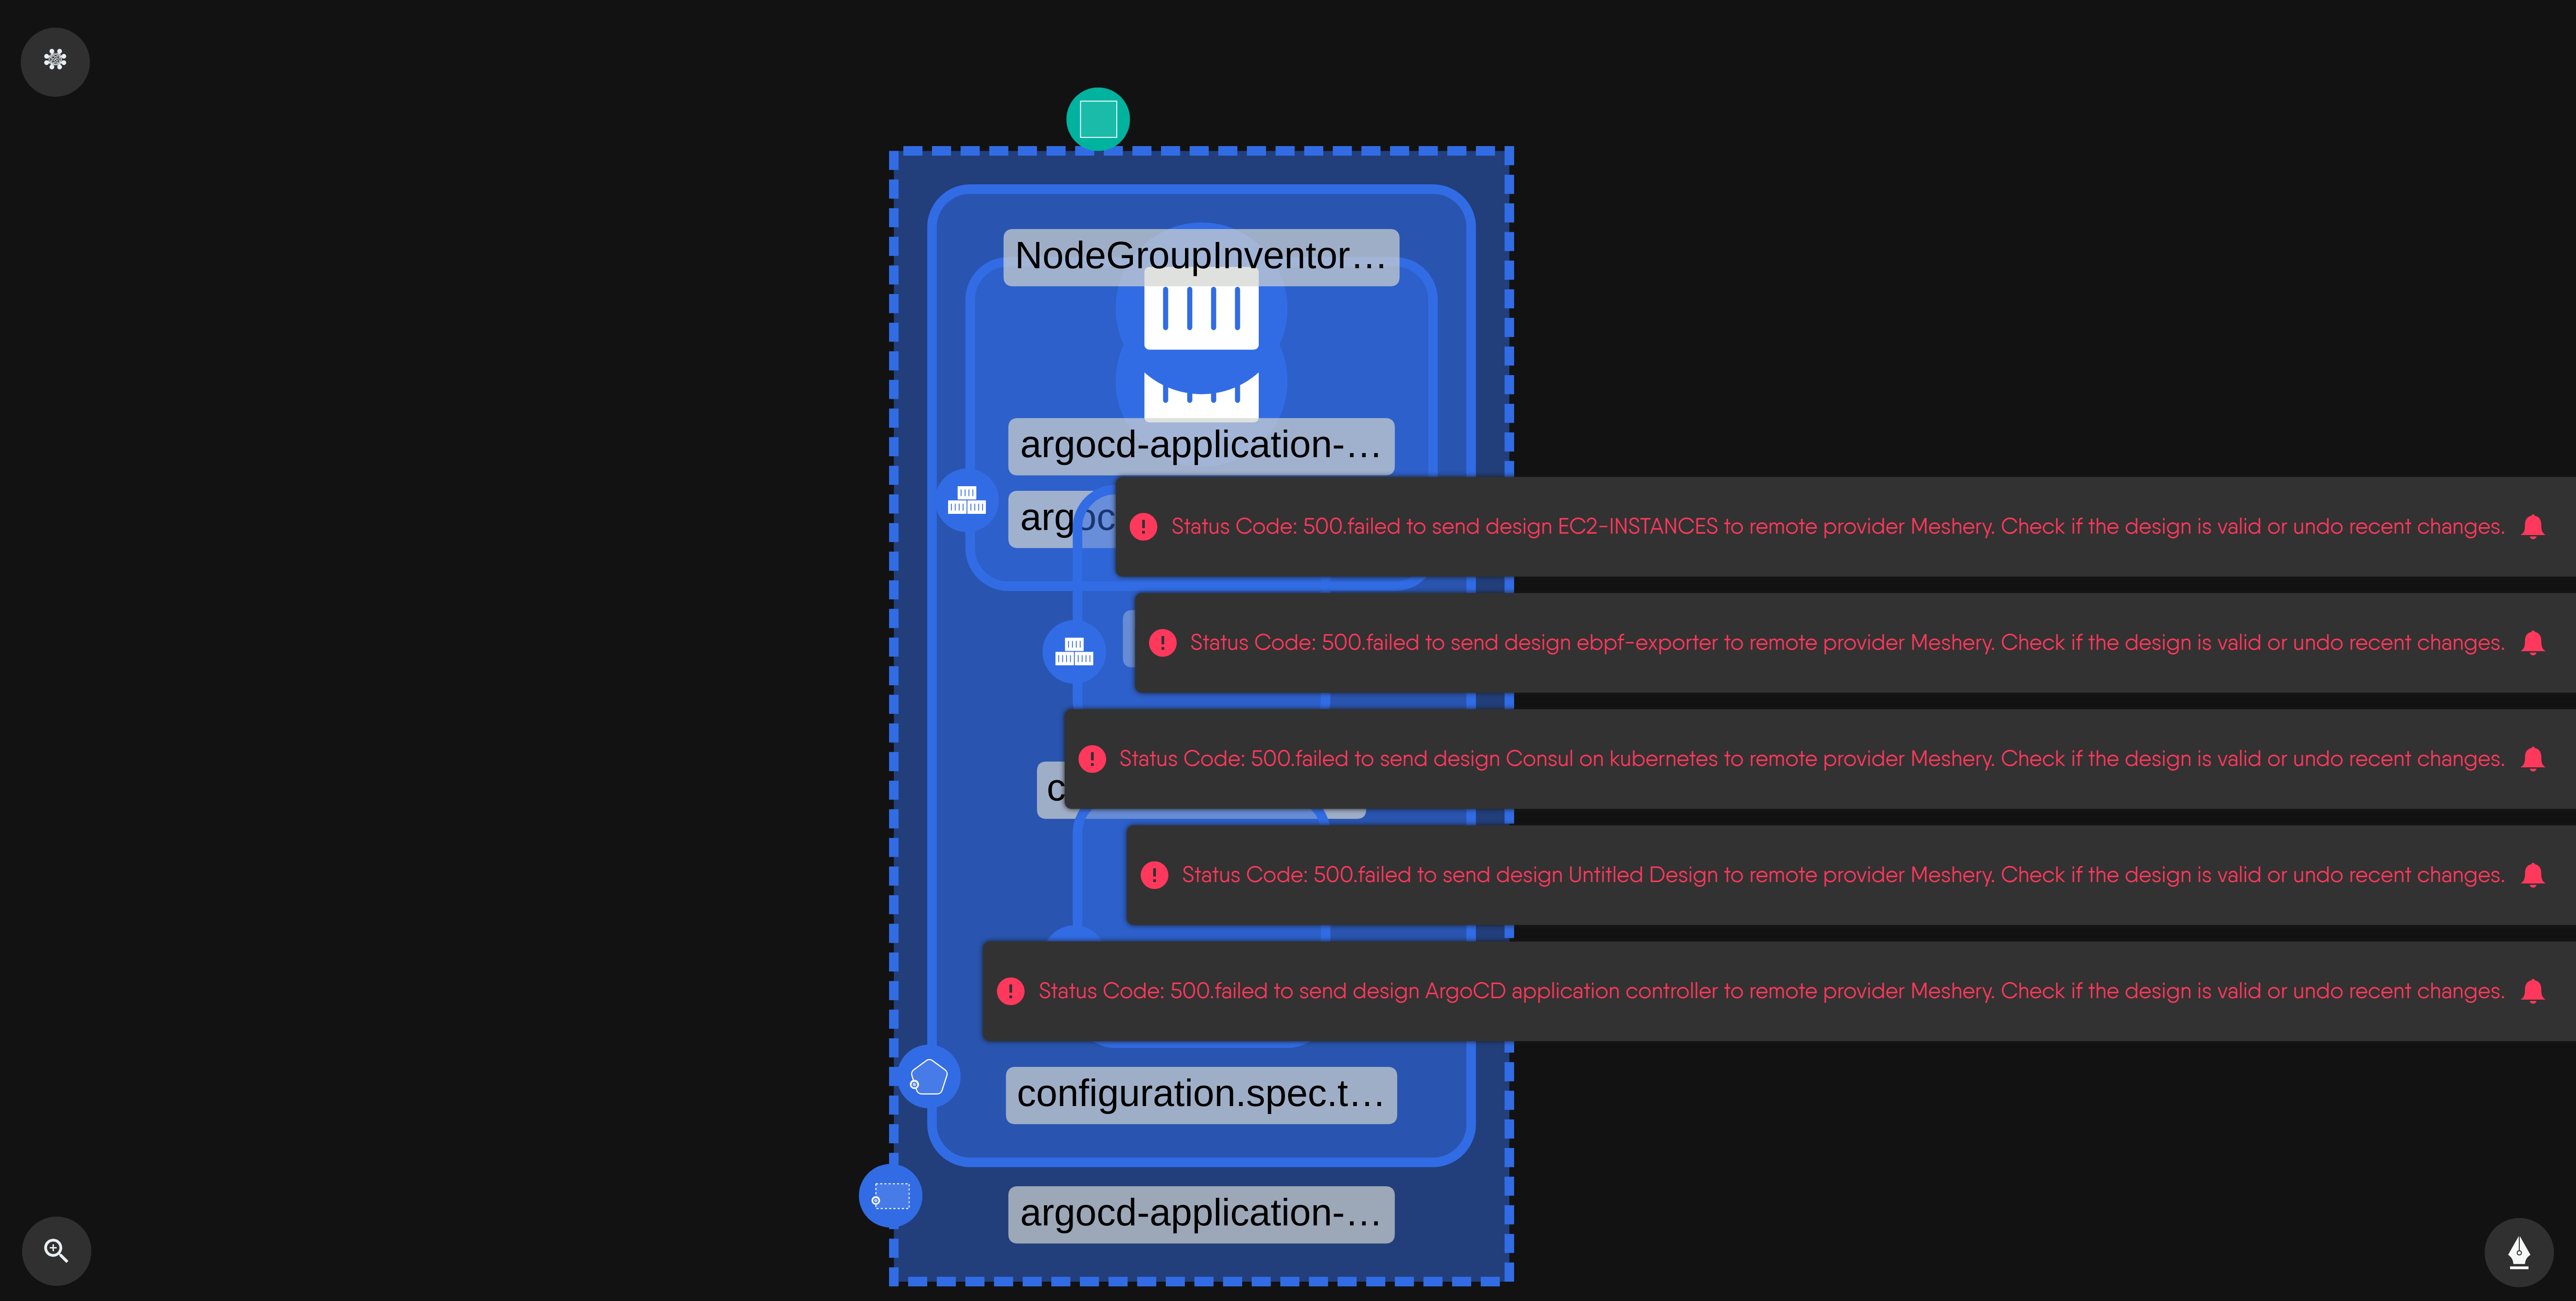 NodeGroupInventor…
argocd-application-…
argoc
Status Code: 500.failed to send design EC2-INSTANCES to remote provider Meshery. Check if the design is valid or undo recent changes.
Status Code: 500.failed to send design ebpf-exporter to remote provider Meshery. Check if the design is valid or undo recent changes.
Status Code: 500.failed to send design Consul on kubernetes to remote provider Meshery. Check if the design is valid or undo recent changes.
c
Status Code: 500.failed to send design Untitled Design to remote provider Meshery. Check if the design is valid or undo recent changes.
Status Code: 500.failed to send design ArgoCD application controller to remote provider Meshery. Check if the design is valid or undo recent changes.
configuration.spec.t…
argocd-application-…